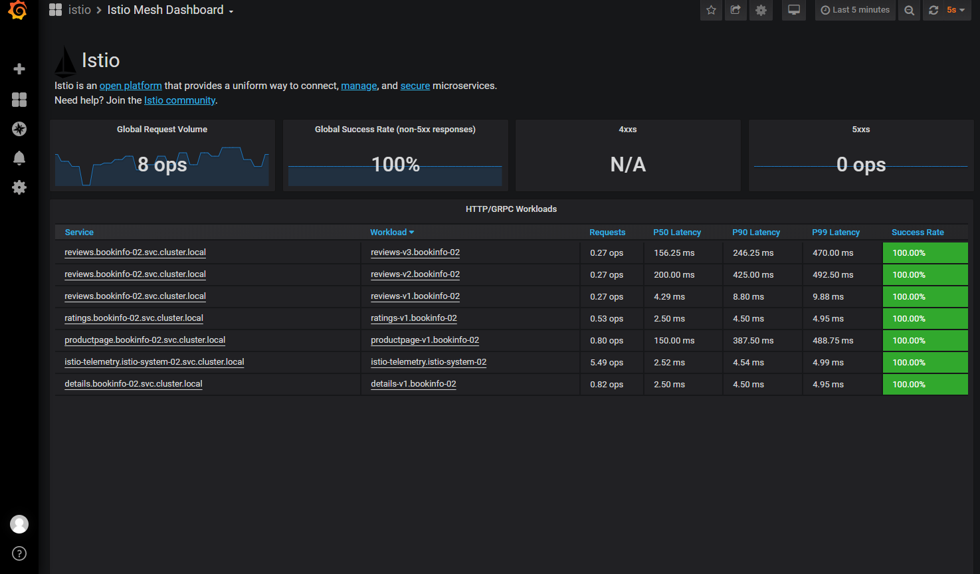 istio > Istio Mesh Dashboard
Last 5 minutes
5s
Istio
Istio is an open platform that provides a uniform way to connect, manage, and secure microservices.
Need help? Join the Istio community.
Global Request Volume
8 ops
Global Success Rate (non-5xx responses)
100%
4xxs
N/A
5xxs
0 ops
HTTP/GRPC Workloads
Service Workload Requests P50 Latency P90 Latency P99 Latency Success Rate
reviews.bookinfo-02.svc.cluster.local reviews-v3.bookinfo-02 0.27 ops 156.25 ms 246.25 ms 470.00 ms 100.00%
reviews.bookinfo-02.svc.cluster.local reviews-v2.bookinfo-02 0.27 ops 200.00 ms 425.00 ms 492.50 ms 100.00%
reviews.bookinfo-02.svc.cluster.local reviews-v1.bookinfo-02 0.27 ops 4.29 ms 8.80 ms 9.88 ms 100.00%
ratings.bookinfo-02.svc.cluster.local ratings-v1.bookinfo-02 0.53 ops 2.50 ms 4.50 ms 4.95 ms 100.00%
productpage.bookinfo-02.svc.cluster.local productpage-v1.bookinfo-02 0.80 ops 150.00 ms 387.50 ms 488.75 ms 100.00%
istio-telemetry.istio-system-02.svc.cluster.local istio-telemetry.istio-system-02 5.49 ops 2.52 ms 4.54 ms 4.99 ms 100.00%
details.bookinfo-02.svc.cluster.local details-v1.bookinfo-02 0.82 ops 2.50 ms 4.50 ms 4.95 ms 100.00%